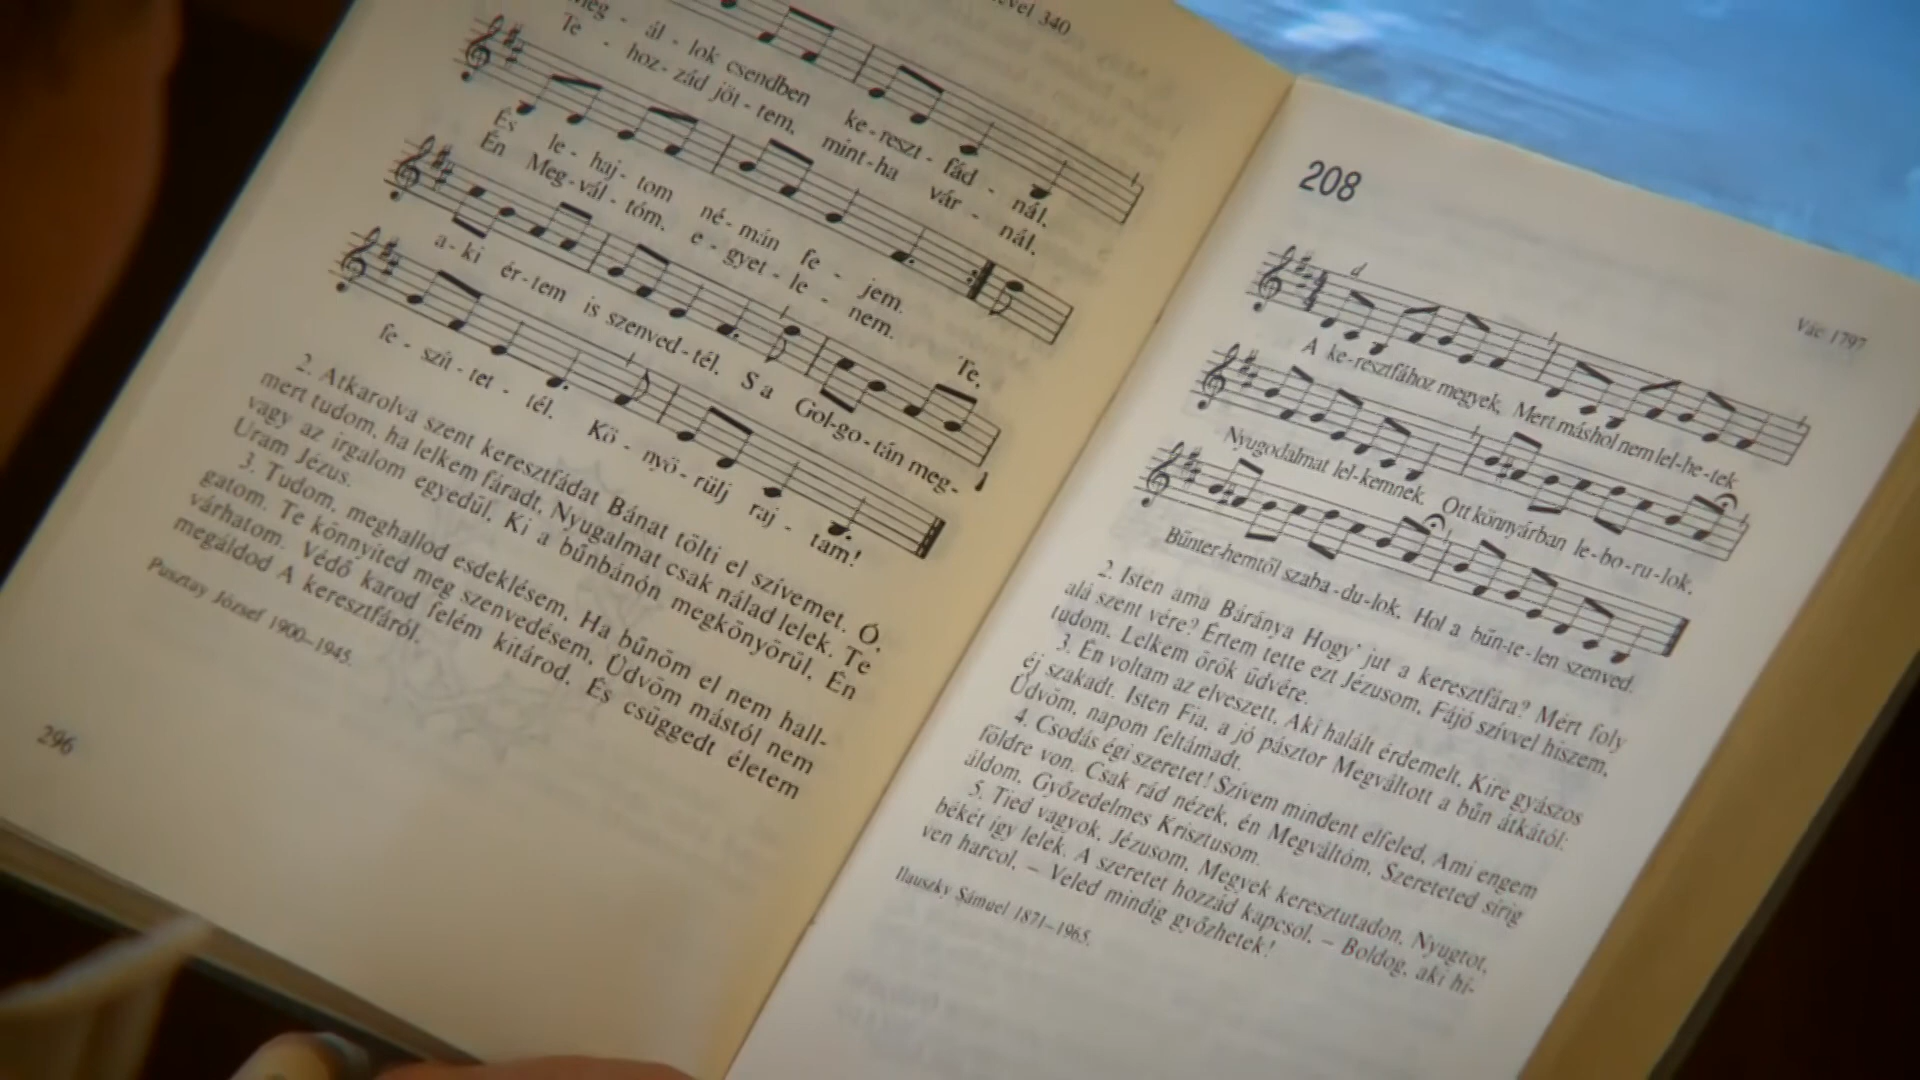 340
ál - lok csendben ke - reszt - fád - nál.
Te - hoz - zád jöt - tem, mint - ha vár - nál.
És le - haj - tom né - mán fe - jem.
Én Meg - vál - tóm, e - gyet - le - nem. Te,
a - ki ér - tem is szenved - tél, S a Gol - go - tán meg -
fe - szít - tet - tél. Kö - nyö - rülj raj - tam!
2. Átkarolva szent keresztfádat Bánat tölti el szívemet. Ó,
mert tudom, ha lelkem fáradt, Nyugalmat csak nálad lelek. Te
vagy az irgalom egyedül, Ki a bűnbánón megkönyörül, Én
Uram Jézus.
3. Tudom, meghallod esdeklésem, Ha bűnöm el nem hall-
gatom. Te könnyíted meg szenvedésem, Üdvöm mástól nem
várhatom. Védő karod felém kitárod, És csüggedt életem
megáldod A keresztfáról.
Pusztay József 1900–1945.
296
208
Vác 1797
d
A ke - resztfához megyek, Mert máshol nem lel - he - tek
Nyugodalmat lel - kemnek. Ott könnyárban le - bo - ru - lok,
Bűnter - hemtől szaba - du - lok, Hol a bűn - te - len szenved.
2. Isten ama Báránya Hogy' jut a keresztfára? Mért foly
alá szent vére? Értem tette ezt Jézusom, Fájó szívvel hiszem,
tudom, Lelkem örök üdvére.
3. Én voltam az elveszett, Aki halált érdemelt, Kire gyászos
éj szakadt. Isten Fia, a jó pásztor Megváltott a bűn átkától:
Üdvöm, napom feltámadt.
4. Csodás égi szeretet! Szívem mindent elfeled, Ami engem
földre von. Csak rád nézek, én Megváltóm, Szereteted sírig
áldom, Győzedelmes Krisztusom.
5. Tied vagyok, Jézusom, Megyek keresztutadon, Nyugtot,
békét így lelek. A szeretet hozzád kapcsol, – Boldog, aki hí-
ven harcol, – Veled mindig győzhetek!
Ilauszky Sámuel 1871–1965.